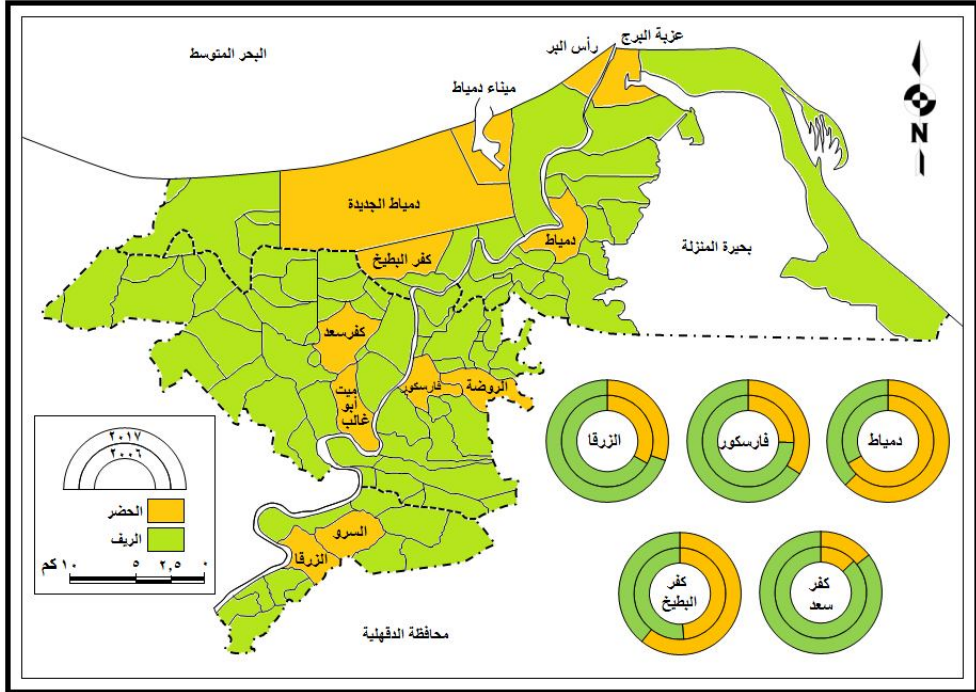 البحر المتوسط
عزبة البرج
رأس البر
ميناء دمياط
N
دمياط الجديدة
دمياط
بحيرة المنزلة
كفر البطيخ
كفرسعد
فارسكور
الروضة
ميت
أبو
غالب
السرو
الزرقا
محافظة الدقهلية
دمياط
فارسكور
الزرقا
كفر
سعد
كفر
البطيخ
٢٠١٧
٢٠٠٦
الحضر
الريف
٠ ٢,٥ ٥ ١٠ كم